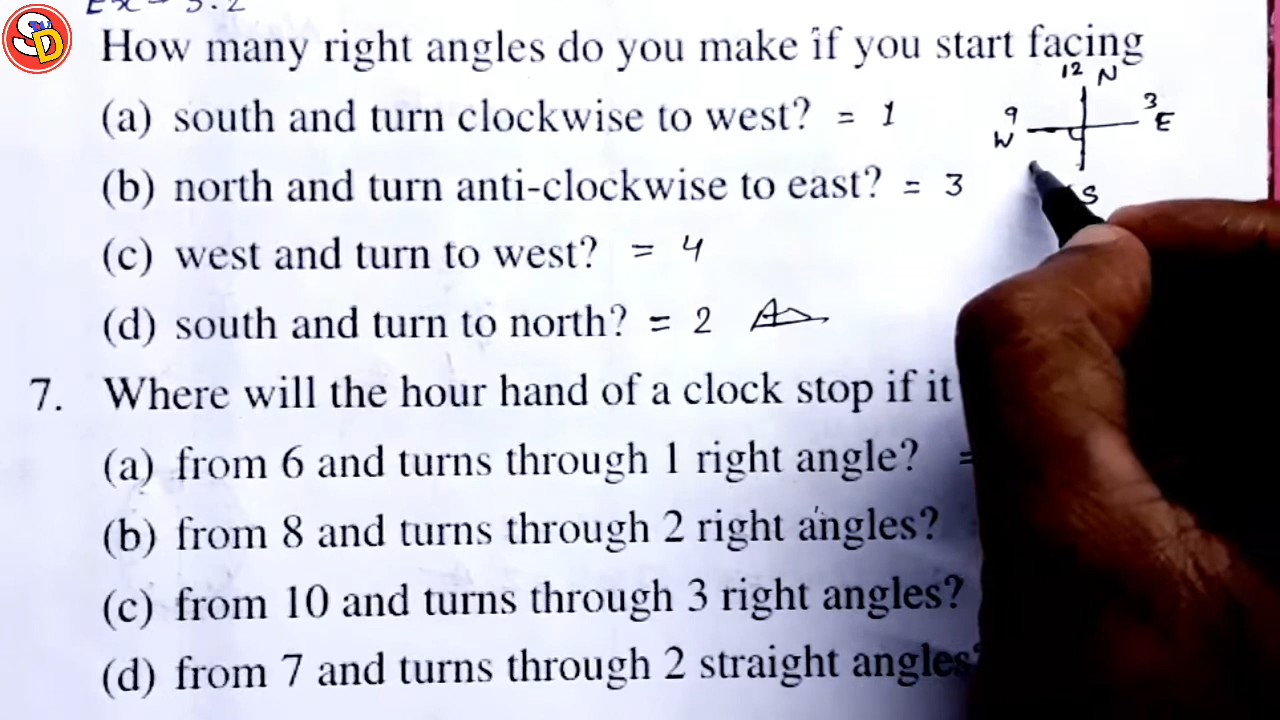 Ex - 3.2
How many right angles do you make if you start facing
(a) south and turn clockwise to west? = 1
(b) north and turn anti-clockwise to east? = 3
(c) west and turn to west? = 4
(d) south and turn to north? = 2
12 N
9 W
3 E
S
7. Where will the hour hand of a clock stop if it
(a) from 6 and turns through 1 right angle? =
(b) from 8 and turns through 2 right angles?
(c) from 10 and turns through 3 right angles?
(d) from 7 and turns through 2 straight angles?
SD